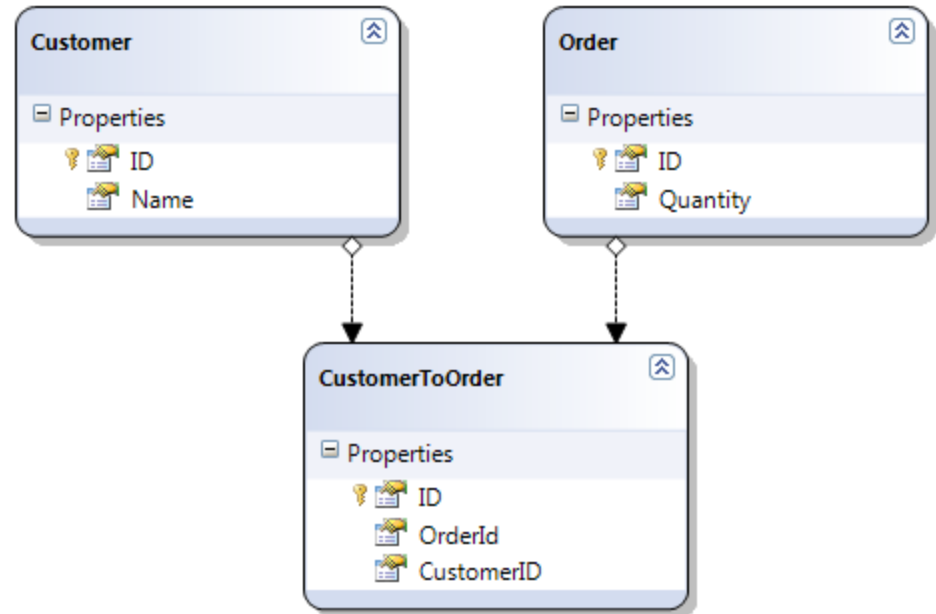 Customer
Properties
ID
Name
Order
Properties
ID
Quantity
CustomerToOrder
Properties
ID
OrderId
CustomerID